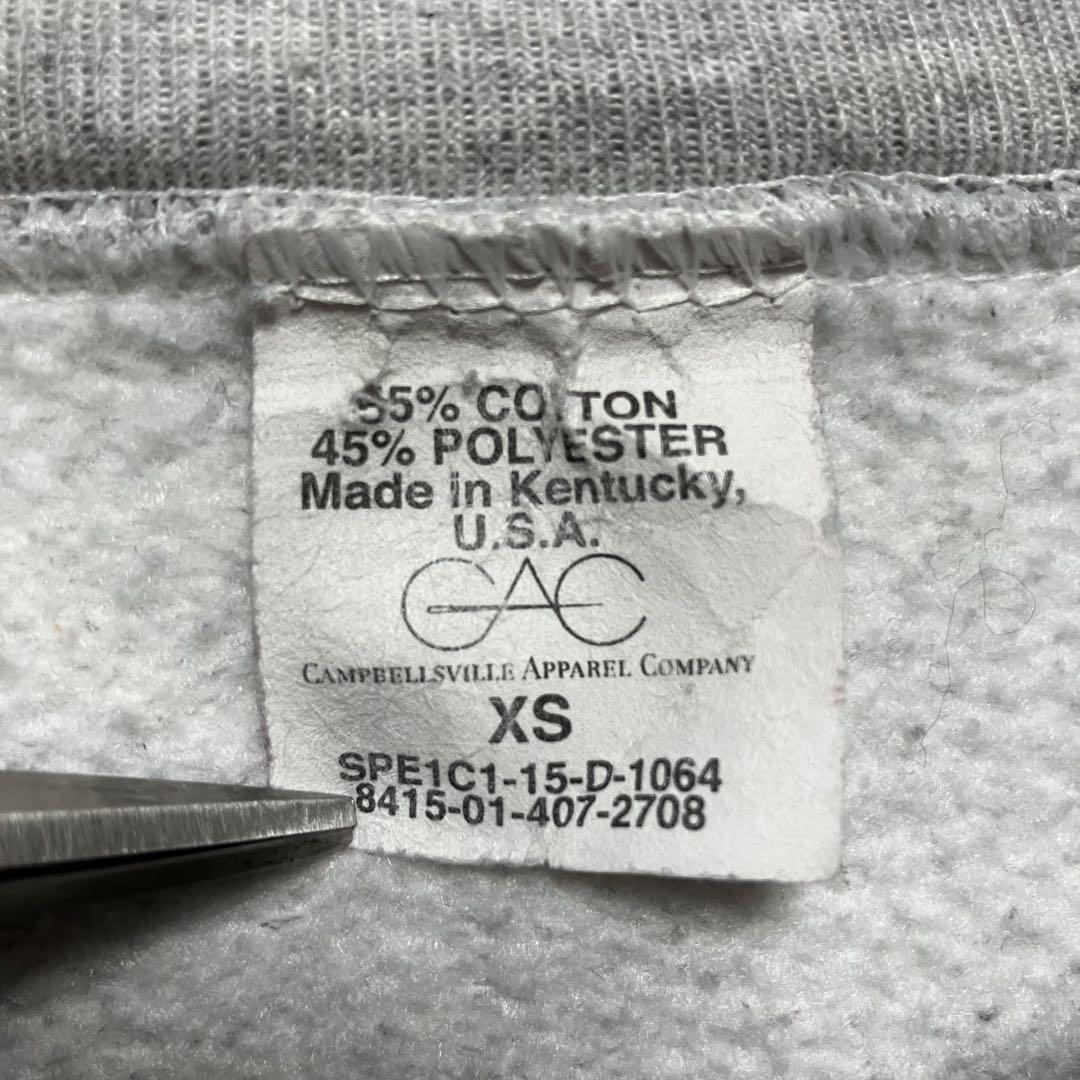 55% COTTON
45% POLYESTER
Made in Kentucky,
U.S.A.
CAC
CAMPBELLSVILLE APPAREL COMPANY
XS
SPE1C1-15-D-1064
8415-01-407-2708